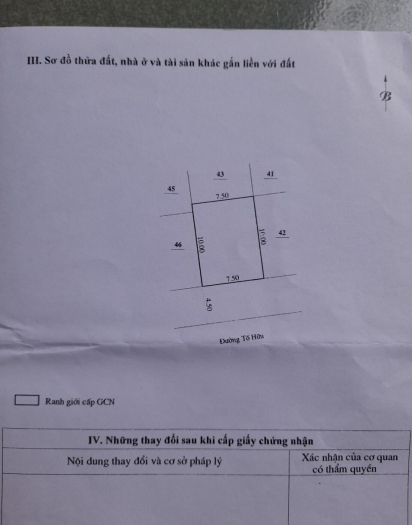 III. Sơ đồ thửa đất, nhà ở và tài sản khác gắn liền với đất
B
43
41
45
7.50
46
10.00
10.00
42
7.50
4.50
Đường Tố Hữu
Ranh giới cấp GCN
IV. Những thay đổi sau khi cấp giấy chứng nhận
Nội dung thay đổi và cơ sở pháp lý
Xác nhận của cơ quan
có thẩm quyền